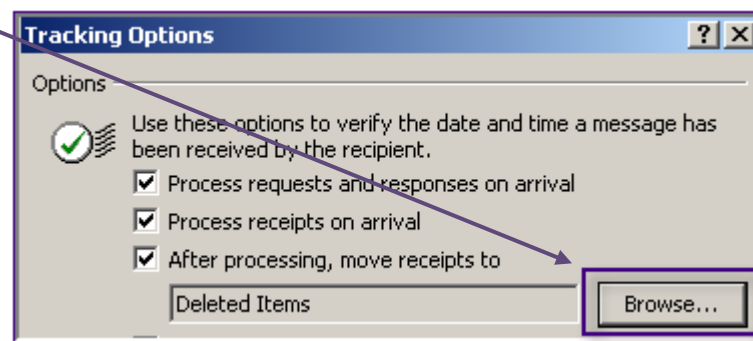 Tracking Options
Options
Use these options to verify the date and time a message has
been received by the recipient.
Process requests and responses on arrival
Process receipts on arrival
After processing, move receipts to
Deleted Items
Browse...